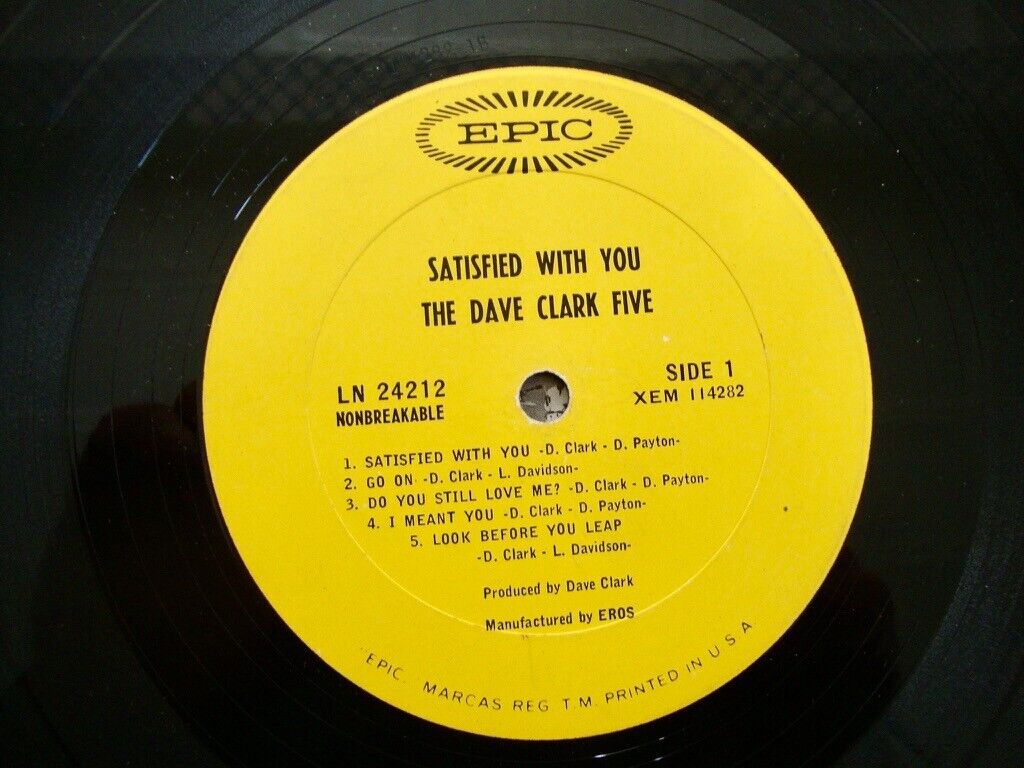 EPIC
SATISFIED WITH YOU
THE DAVE CLARK FIVE
LN 24212
NONBREAKABLE
SIDE 1
XEM 114282
1. SATISFIED WITH YOU -D. Clark - D. Payton-
2. GO ON -D. Clark - L. Davidson-
3. DO YOU STILL LOVE ME? -D. Clark - D. Payton-
4. I MEANT YOU -D. Clark - D. Payton-
5. LOOK BEFORE YOU LEAP
-D. Clark - L. Davidson-
Produced by Dave Clark
Manufactured by EROS
"EPIC. MARCAS REG T.M. PRINTED IN U.S.A.